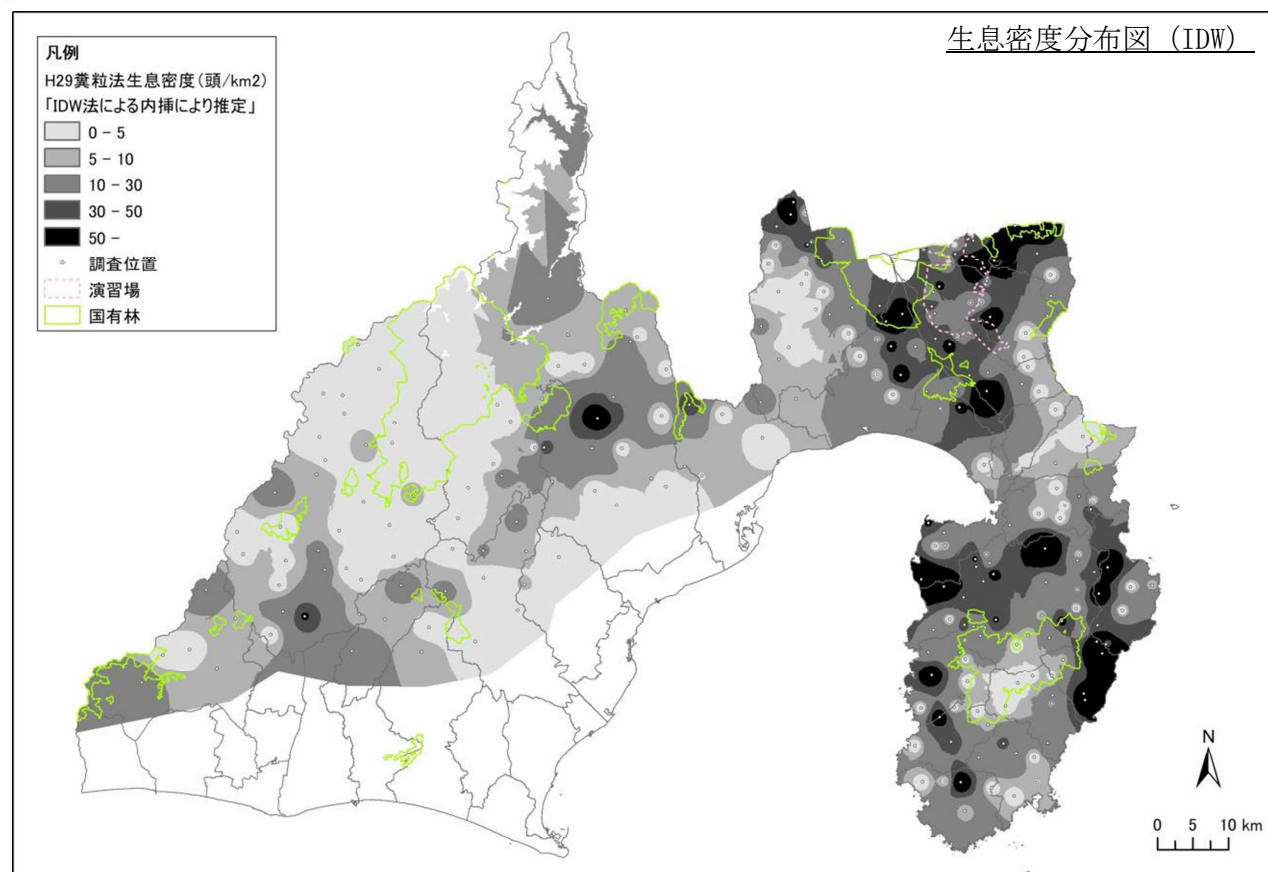 生息密度分布図 (IDW)
凡例
H29糞粒法生息密度(頭/km2)
「IDW法による内挿により推定」
0 - 5
5 - 10
10 - 30
30 - 50
50 -
調査位置
演習場
国有林
N
0 5 10 km